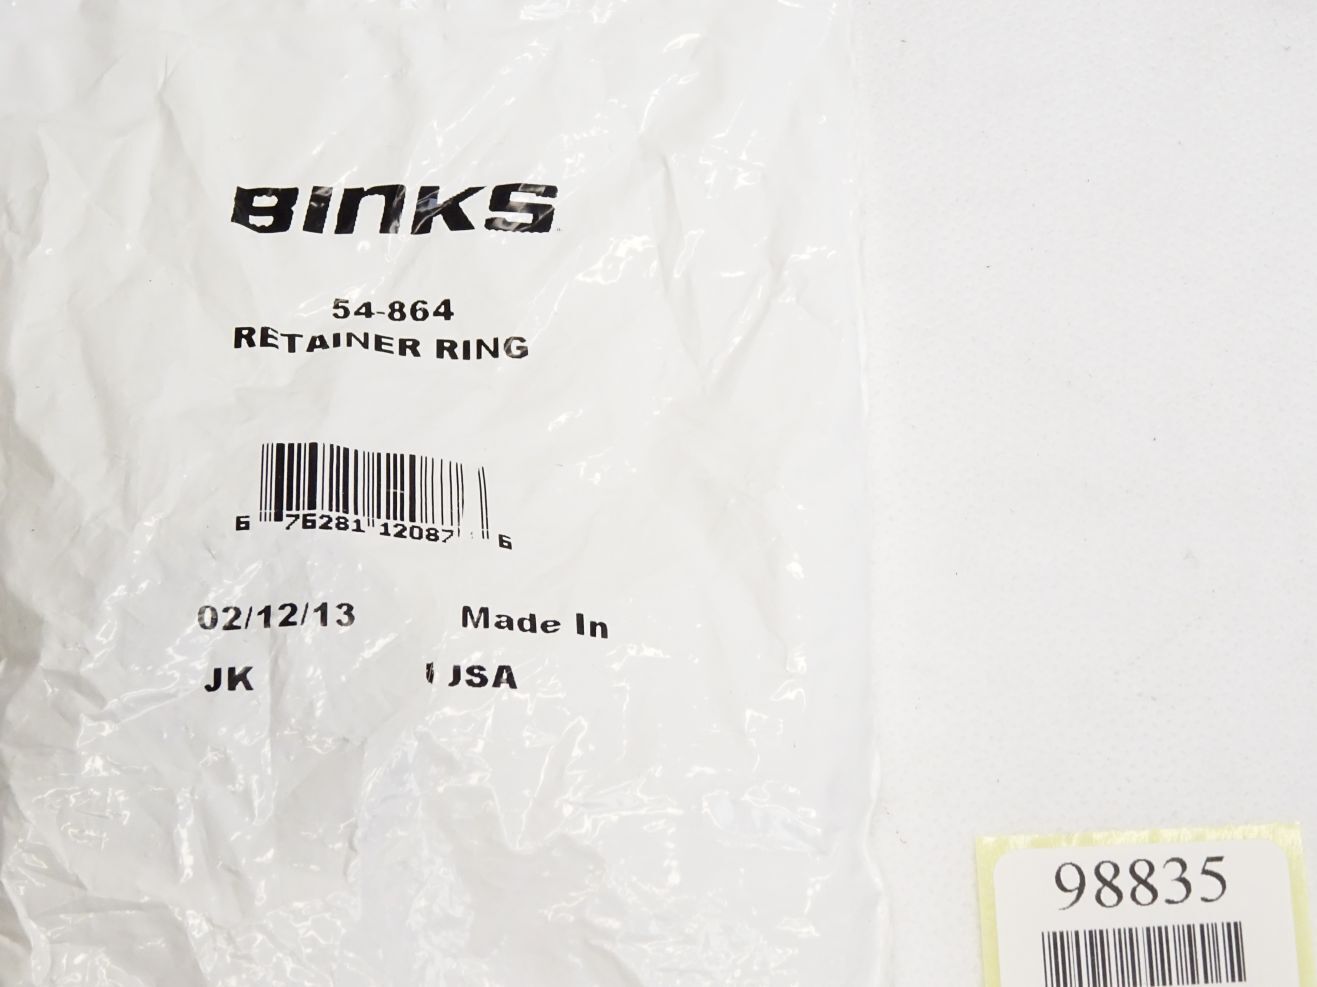 BINKS
54-864
RETAINER RING
6 76281 12087 6
02/12/13 Made In
JK USA
98835